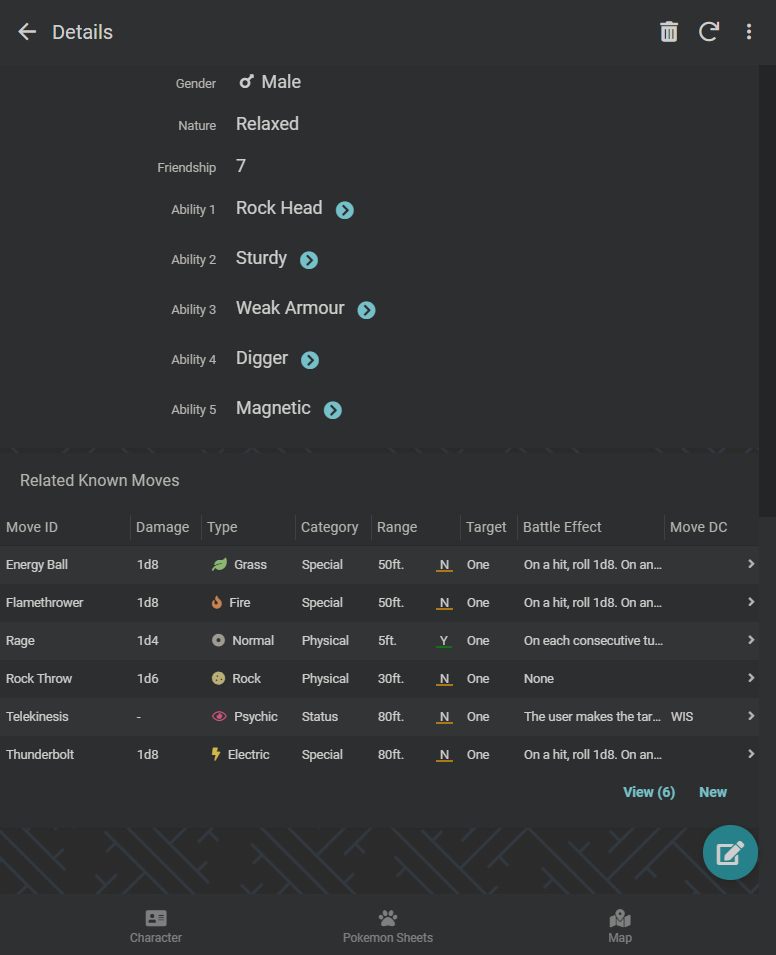 Details
Gender Male
Nature Relaxed
Friendship 7
Ability 1 Rock Head
Ability 2 Sturdy
Ability 3 Weak Armour
Ability 4 Digger
Ability 5 Magnetic
Related Known Moves
Move ID Damage Type Category Range Target Battle Effect Move DC
Energy Ball 1d8 Grass Special 50ft. N One On a hit, roll 1d8. On an...
Flamethrower 1d8 Fire Special 50ft. N One On a hit, roll 1d8. On an...
Rage 1d4 Normal Physical 5ft. Y One On each consecutive tu...
Rock Throw 1d6 Rock Physical 30ft. N One None
Telekinesis - Psychic Status 80ft. N One The user makes the tar... WIS
Thunderbolt 1d8 Electric Special 80ft. N One On a hit, roll 1d8. On an...
View (6) New
Character Pokemon Sheets Map